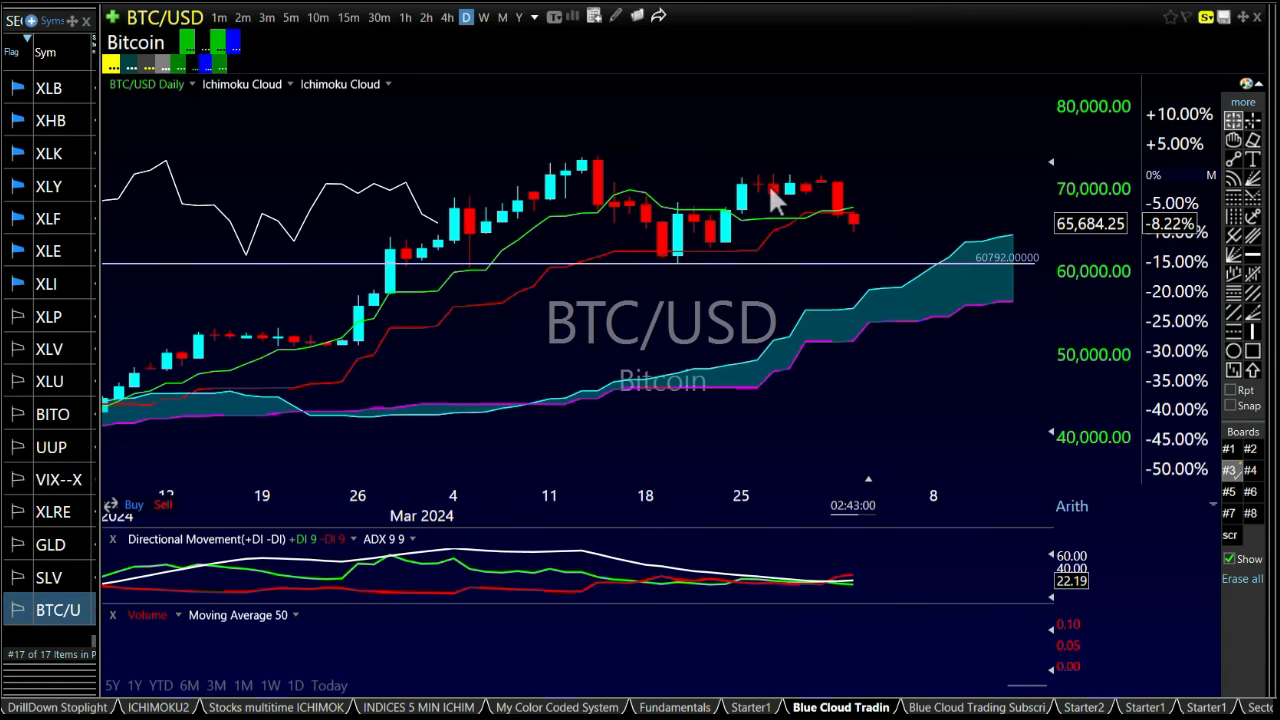 SE Syms
BTC/USD 1m 2m 3m 5m 10m 15m 30m 1h 2h 4h D W M Y
Flag Sym
Bitcoin
BTC/USD Daily Ichimoku Cloud Ichimoku Cloud
XLB
XHB
XLK
XLY
XLF
XLE
XLI
XLP
XLV
XLU
BITO
UUP
VIX--X
XLRE
GLD
SLV
BTC/U
#17 of 17 Items in P
80,000.00
70,000.00
65,684.25
60,000.00
50,000.00
40,000.00
+10.00%
+5.00%
0% M
-5.00%
-8.22%
-10.00%
-15.00%
-20.00%
-25.00%
-30.00%
-35.00%
-40.00%
-45.00%
-50.00%
60792.00000
BTC/USD
Bitcoin
12 19 26 4 11 18 25 02:43:00 8
2024 Mar 2024
Buy Sell
Arith
X Directional Movement(+DI -DI) +DI 9 -DI 9 ADX 9 9
60.00
40.00
22.19
X Volume Moving Average 50
0.10
0.05
0.00
5Y 1Y YTD 6M 3M 1M 1W 1D Today
more
Rpt
Snap
Boards
#1 #2
#3 #4
#5 #6
#7 #8
scr
Show
Erase all
DrillDown Stoplight ICHIMOKU2 Stocks multitime ICHIMOK INDICES 5 MIN ICHIM My Color Coded System Fundamentals Starter1 Blue Cloud Tradin Blue Cloud Trading Subscri Starter2 Starter1 Starter1 Secto